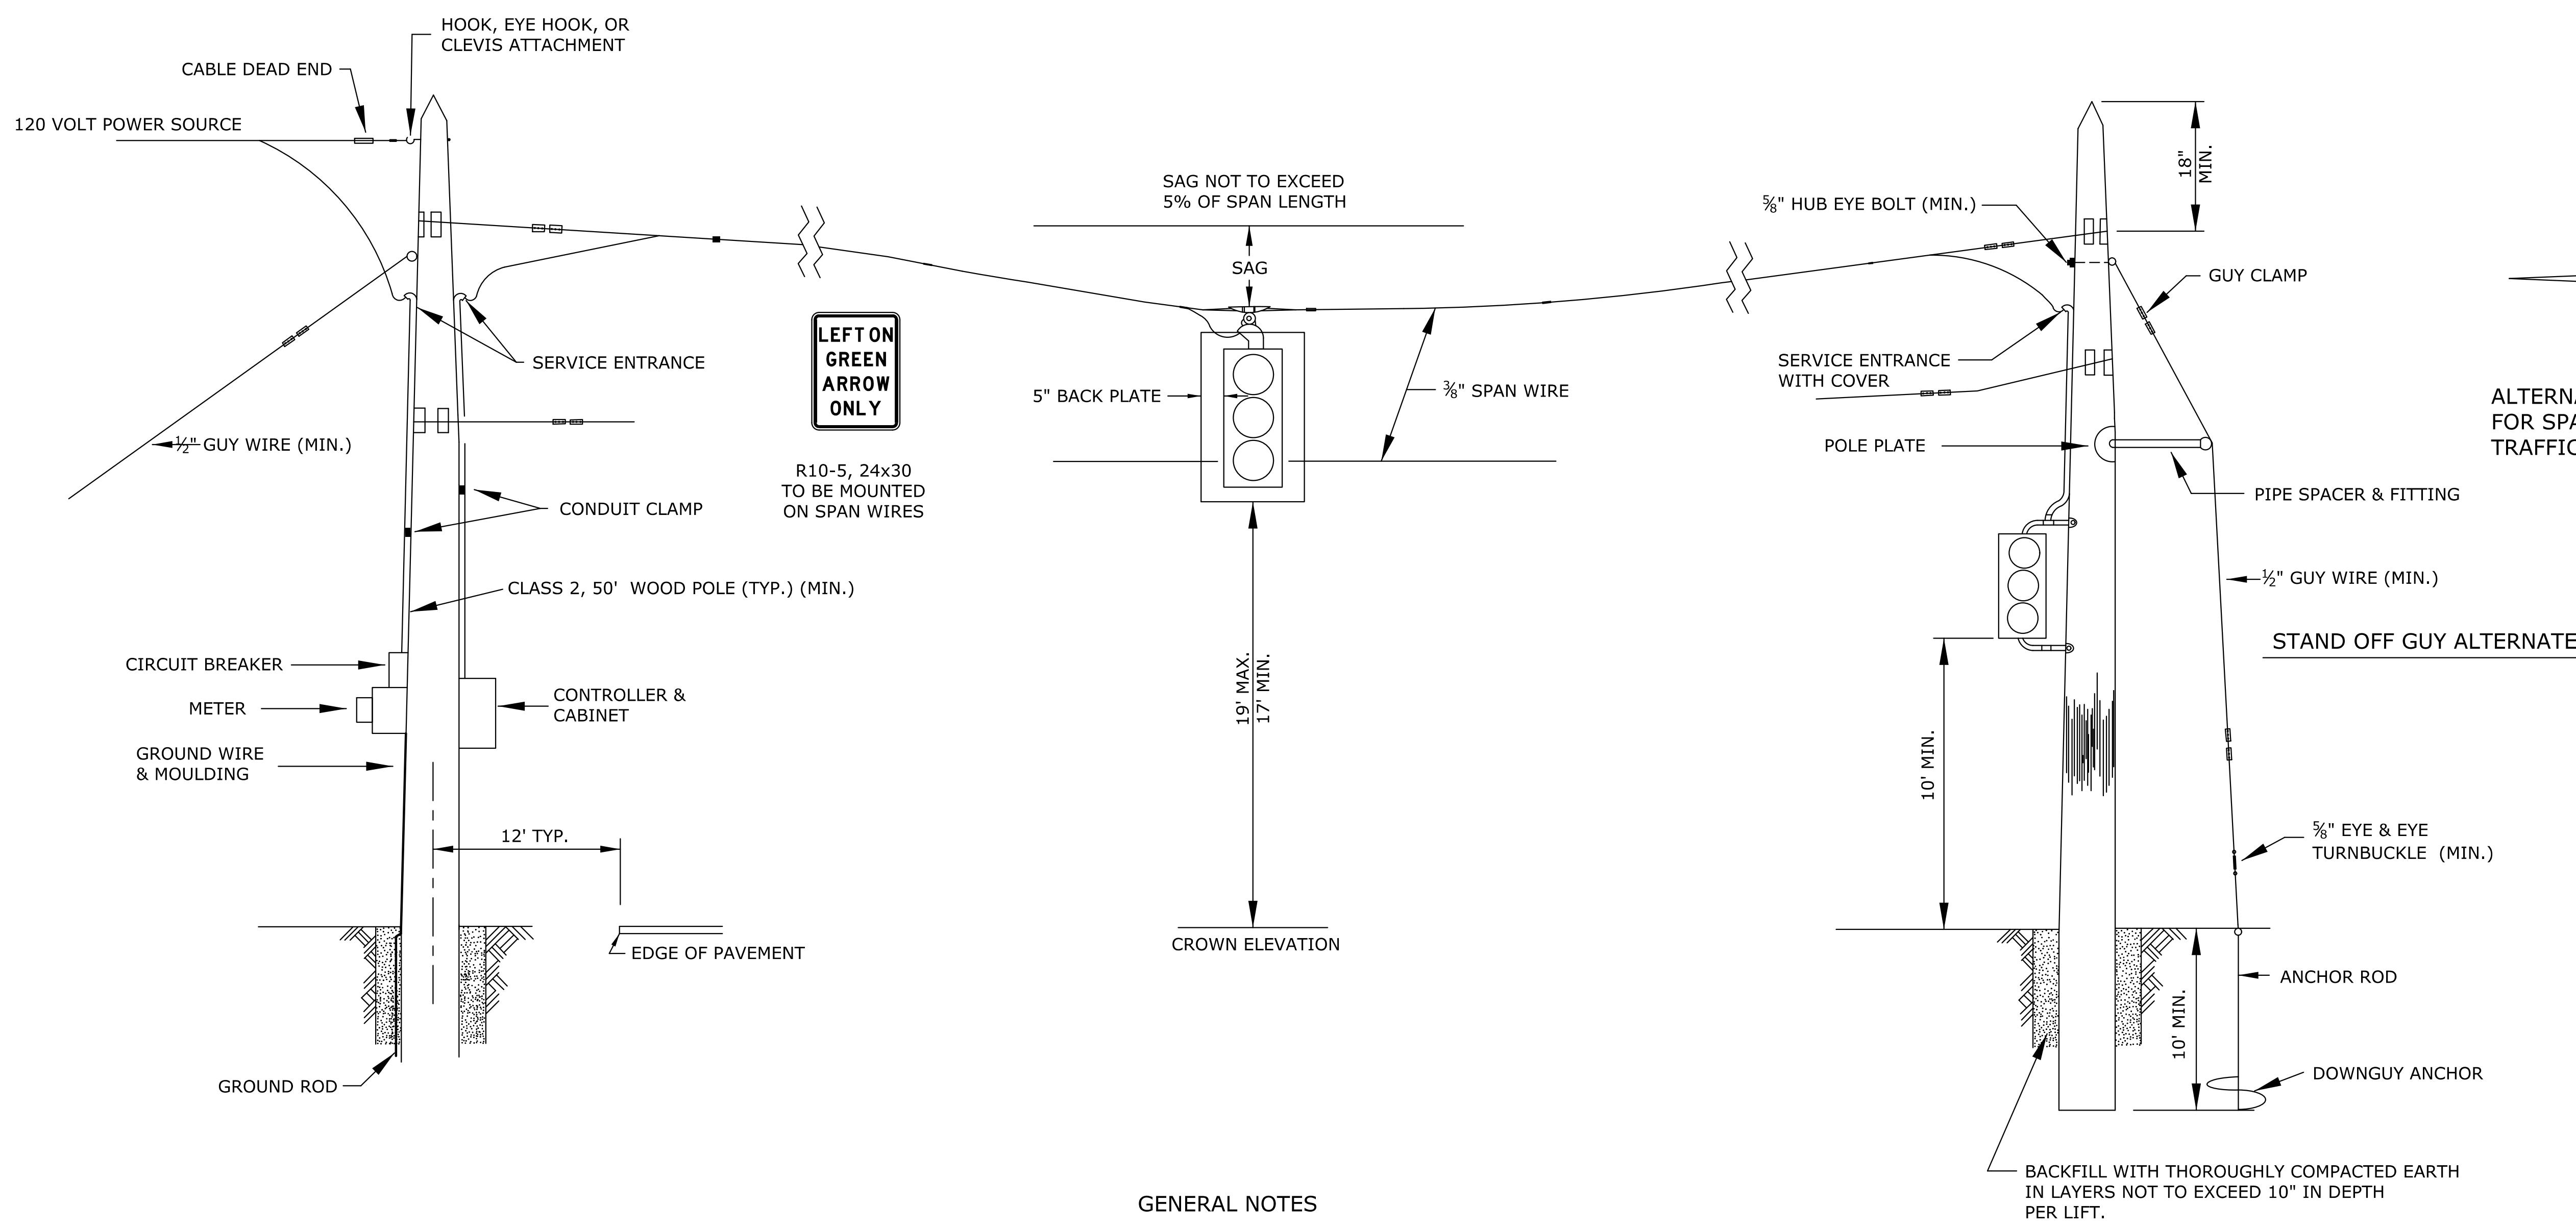 HOOK, EYE HOOK, OR
CLEVIS ATTACHMENT
CABLE DEAD END
120 VOLT POWER SOURCE
SERVICE ENTRANCE
½" GUY WIRE (MIN.)
CONDUIT CLAMP
CLASS 2, 50' WOOD POLE (TYP.) (MIN.)
CIRCUIT BREAKER
METER
CONTROLLER &
CABINET
GROUND WIRE
& MOULDING
12' TYP.
EDGE OF PAVEMENT
GROUND ROD
LEFT ON
GREEN
ARROW
ONLY
R10-5, 24x30
TO BE MOUNTED
ON SPAN WIRES
SAG NOT TO EXCEED
5% OF SPAN LENGTH
SAG
5" BACK PLATE
⅜" SPAN WIRE
19' MAX.
17' MIN.
CROWN ELEVATION
GENERAL NOTES
18"
MIN.
⅝" HUB EYE BOLT (MIN.)
GUY CLAMP
SERVICE ENTRANCE
WITH COVER
POLE PLATE
PIPE SPACER & FITTING
½" GUY WIRE (MIN.)
STAND OFF GUY ALTERNATE
10' MIN.
⅝" EYE & EYE
TURNBUCKLE (MIN.)
ANCHOR ROD
10' MIN.
DOWNGUY ANCHOR
BACKFILL WITH THOROUGHLY COMPACTED EARTH
IN LAYERS NOT TO EXCEED 10" IN DEPTH
PER LIFT.
FOR SPA